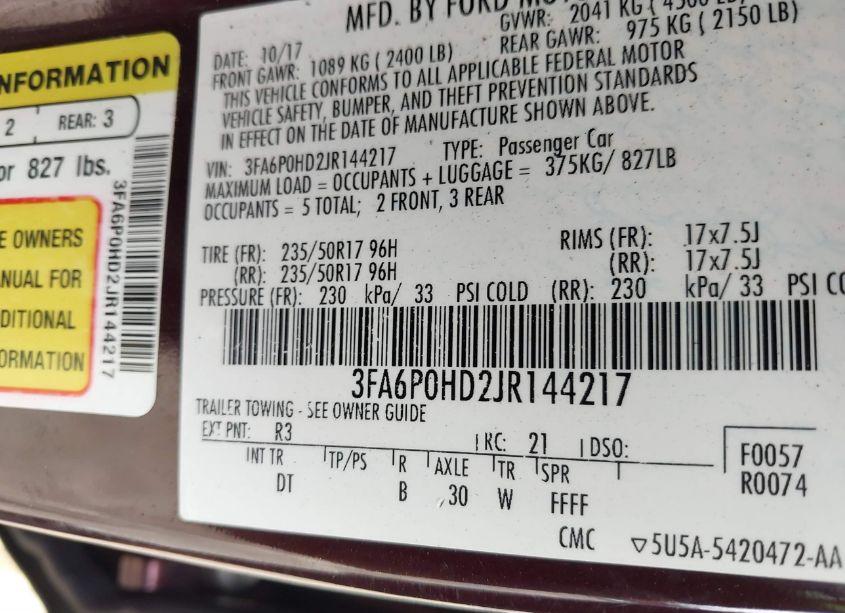 NFORMATION
2 REAR: 3
or 827 lbs.
E OWNERS
ANUAL FOR
DITIONAL
ORMATION
3FA6P0HD2JR144217
MFD. BY FORD MO
DATE: 10/17 GVWR: 2041 KG
FRONT GAWR: 1089 KG ( 2400 LB) REAR GAWR: 975 KG ( 2150 LB)
THIS VEHICLE CONFORMS TO ALL APPLICABLE FEDERAL MOTOR
VEHICLE SAFETY, BUMPER, AND THEFT PREVENTION STANDARDS
IN EFFECT ON THE DATE OF MANUFACTURE SHOWN ABOVE.
VIN: 3FA6P0HD2JR144217 TYPE: Passenger Car
MAXIMUM LOAD = OCCUPANTS + LUGGAGE = 375KG/ 827LB
OCCUPANTS = 5 TOTAL; 2 FRONT, 3 REAR
TIRE (FR): 235/50R17 96H RIMS (FR): 17x7.5J
(RR): 235/50R17 96H (RR): 17x7.5J
PRESSURE (FR): 230 kPa/ 33 PSI COLD (RR): 230 kPa/ 33 PSI CO
3FA6P0HD2JR144217
TRAILER TOWING - SEE OWNER GUIDE
EXT PNT: R3 RC: 21 DSO:
INT TR TP/PS R AXLE TR SPR
DT B 30 W FFFF
F0057
R0074
CMC ▽5U5A-5420472-AA